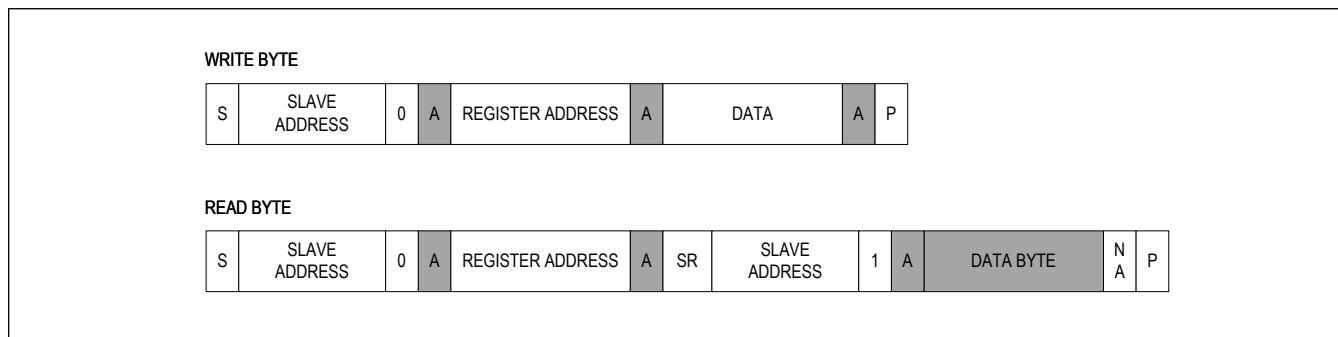 WRITE BYTE
S SLAVE ADDRESS 0 A REGISTER ADDRESS A DATA A P
READ BYTE
S SLAVE ADDRESS 0 A REGISTER ADDRESS A SR SLAVE ADDRESS 1 A DATA BYTE NA P